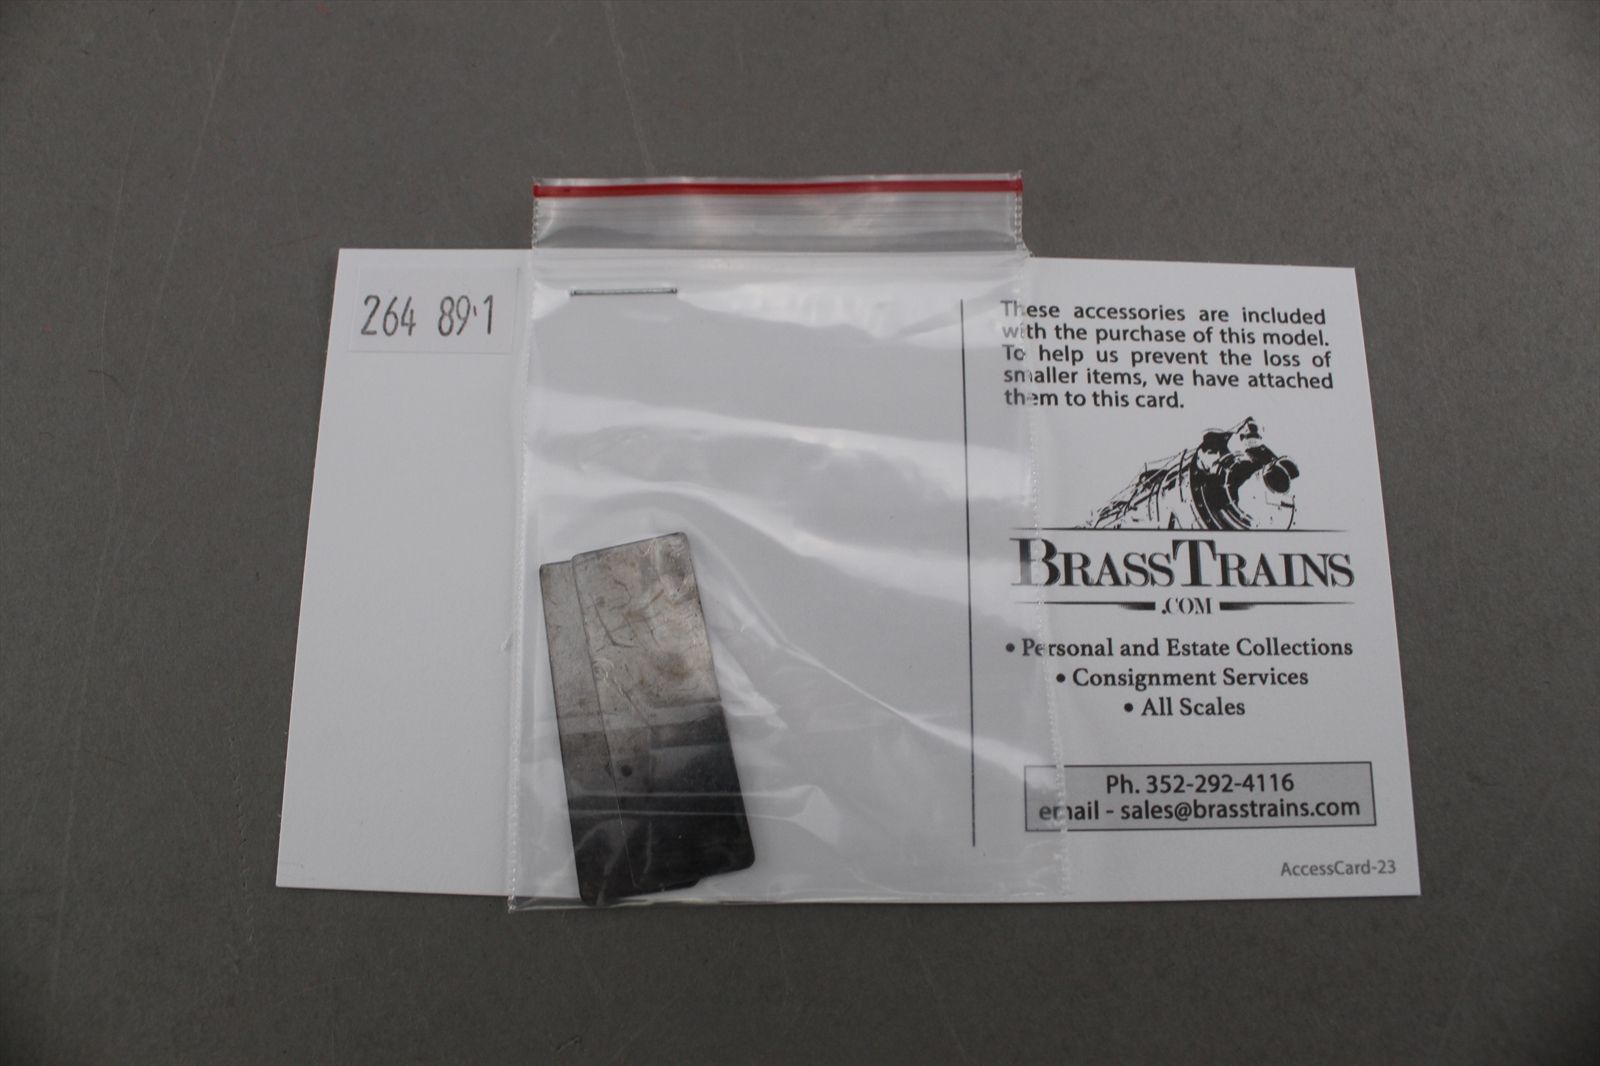 264 89·1
These accessories are included
with the purchase of this model.
To help us prevent the loss of
smaller items, we have attached
them to this card.
BRASSTRAINS
.COM
• Personal and Estate Collections
• Consignment Services
• All Scales
Ph. 352-292-4116
email - sales@brasstrains.com
AccessCard-23